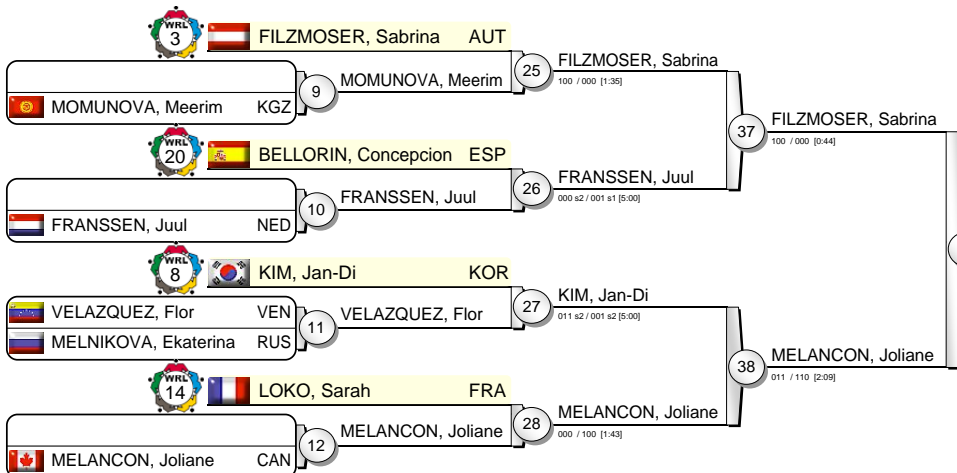 WRL
3
FILZMOSER, Sabrina AUT
MOMUNOVA, Meerim KGZ
9
MOMUNOVA, Meerim
25
FILZMOSER, Sabrina
100 / 000 [1:35]
WRL
20
BELLORIN, Concepcion ESP
FRANSSEN, Juul NED
10
FRANSSEN, Juul
26
FRANSSEN, Juul
000 s2 / 001 s1 [5:00]
37
FILZMOSER, Sabrina
100 / 000 [0:44]
WRL
8
KIM, Jan-Di KOR
VELAZQUEZ, Flor VEN
MELNIKOVA, Ekaterina RUS
11
VELAZQUEZ, Flor
27
KIM, Jan-Di
011 s2 / 001 s2 [5:00]
WRL
14
LOKO, Sarah FRA
MELANCON, Joliane CAN
12
MELANCON, Joliane
28
MELANCON, Joliane
000 / 100 [1:43]
38
MELANCON, Joliane
011 / 110 [2:09]